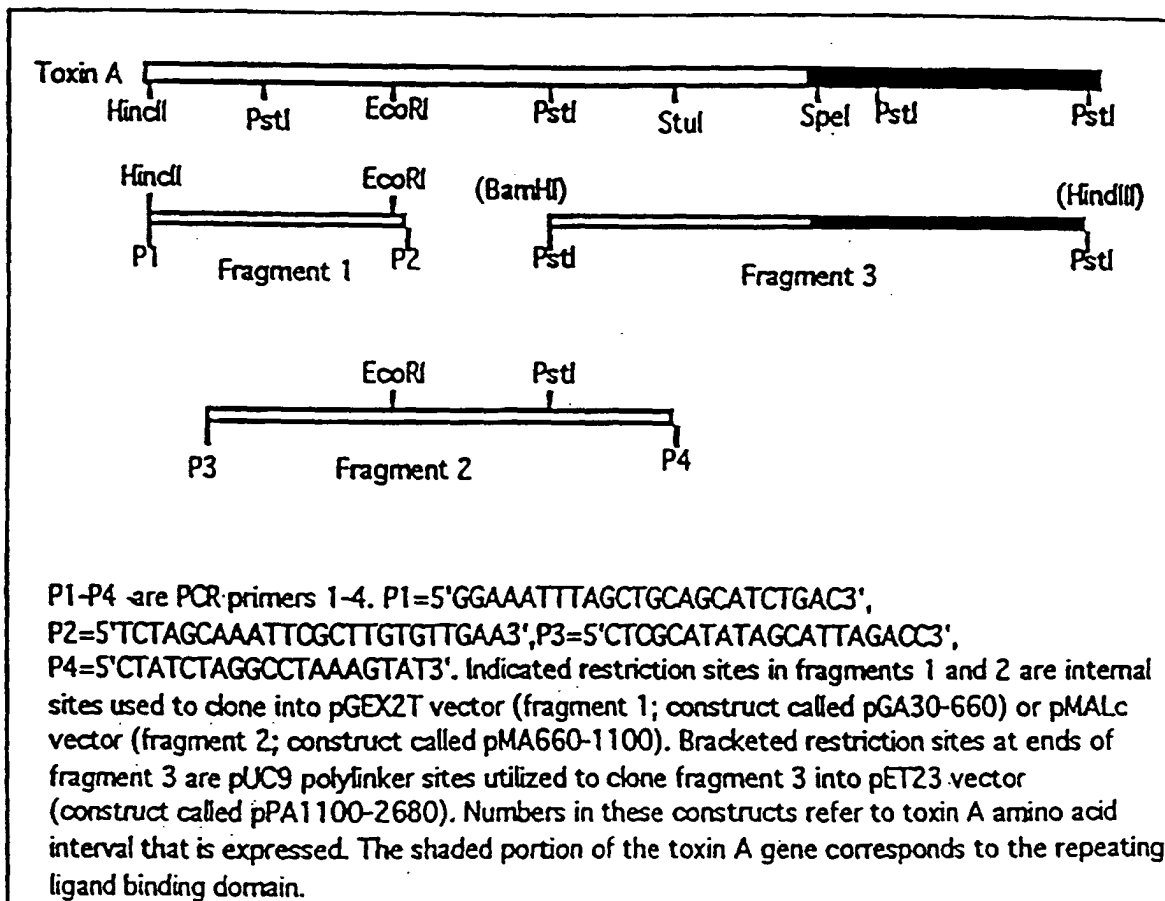 Toxin A
HincII PstI EcoRI PstI StuI SpeI PstI PstI
HincII EcoRI (BamHI) (HindIII)
P1 Fragment 1 P2 PstI Fragment 3 PstI
EcoRI PstI
P3 Fragment 2 P4
P1-P4 are PCR primers 1-4. P1=5'GGAAATTTAGCTGCAGCATCTGAC3',
P2=5'TCTAGCAAATTCGCTTGTGTTGAA3',P3=5'CTCGCATATAGCATTAGACC3',
P4=5'CTATCTAGGCCTAAAGTAT3'. Indicated restriction sites in fragments 1 and 2 are internal
sites used to clone into pGEX2T vector (fragment 1; construct called pGA30-660) or pMALc
vector (fragment 2; construct called pMA660-1100). Bracketed restriction sites at ends of
fragment 3 are pUC9 polylinker sites utilized to clone fragment 3 into pET23 vector
(construct called pPA1100-2680). Numbers in these constructs refer to toxin A amino acid
interval that is expressed. The shaded portion of the toxin A gene corresponds to the repeating
ligand binding domain.